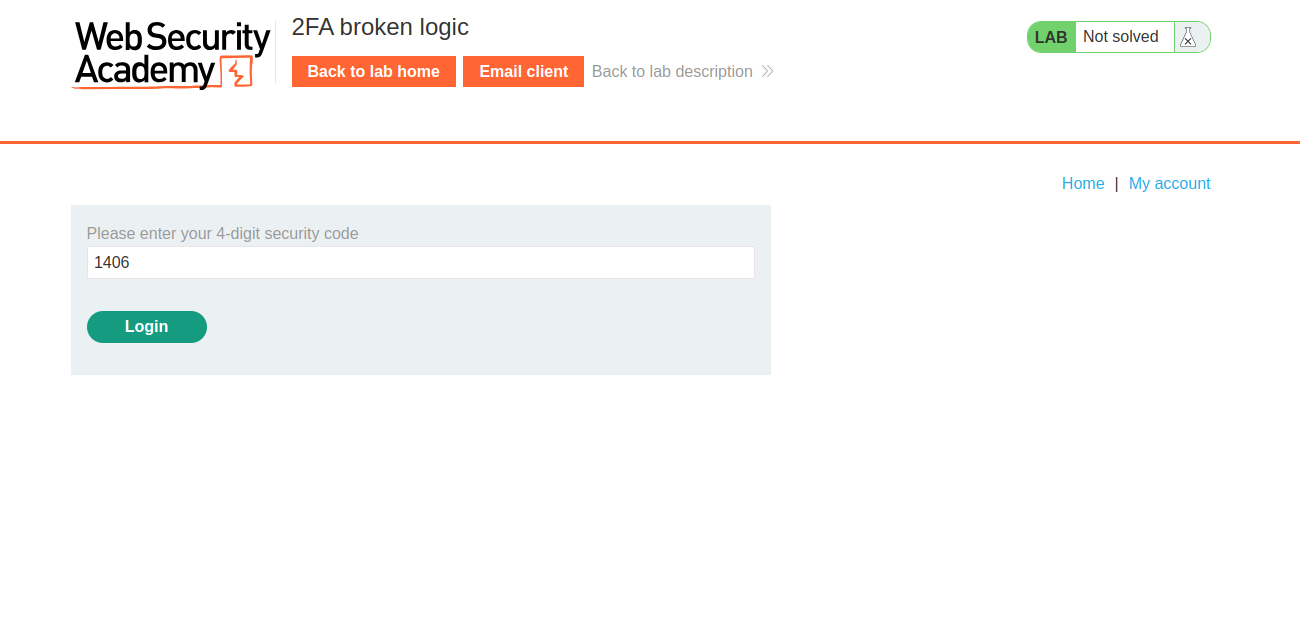 Web Security
Academy
2FA broken logic
Back to lab home
Email client
Back to lab description
LAB
Not solved
Home | My account
Please enter your 4-digit security code
1406
Login